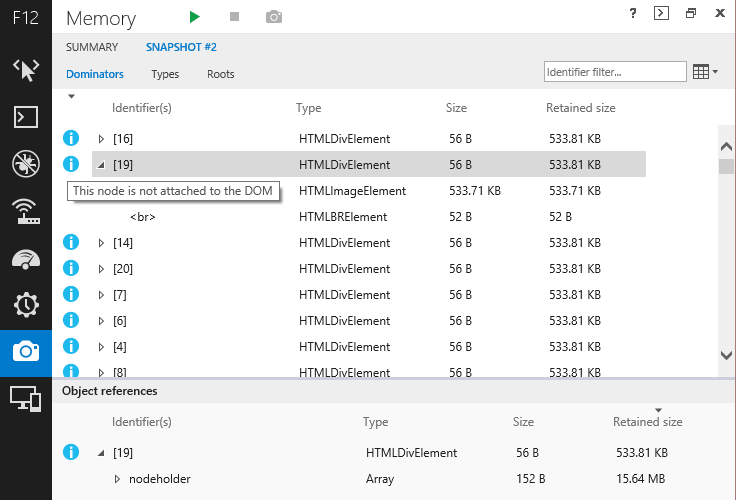 F12 Memory ?
SUMMARY SNAPSHOT #2
Dominators Types Roots Identifier filter...
Identifier(s) Type Size Retained size
[16] HTMLDivElement 56 B 533.81 KB
[19] HTMLDivElement 56 B 533.81 KB
This node is not attached to the DOM HTMLImageElement 533.71 KB 533.71 KB
<br> HTMLBRElement 52 B 52 B
[14] HTMLDivElement 56 B 533.81 KB
[20] HTMLDivElement 56 B 533.81 KB
[7] HTMLDivElement 56 B 533.81 KB
[6] HTMLDivElement 56 B 533.81 KB
[4] HTMLDivElement 56 B 533.81 KB
[8] HTMLDivElement 56 B 533.81 KB
Object references
Identifier(s) Type Size Retained size
[19] HTMLDivElement 56 B 533.81 KB
nodeholder Array 152 B 15.64 MB